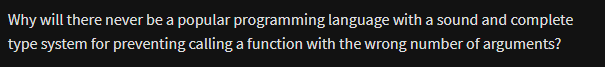 Why will there never be a popular programming language with a sound and complete
type system for preventing calling a function with the wrong number of arguments?